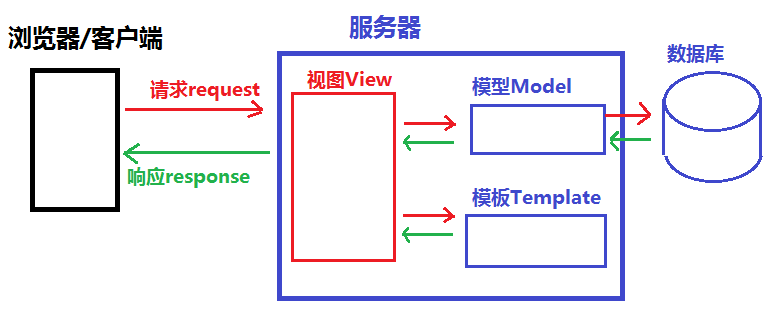 服务器
浏览器/客户端
数据库
视图View
模型Model
请求request
响应response
模板Template